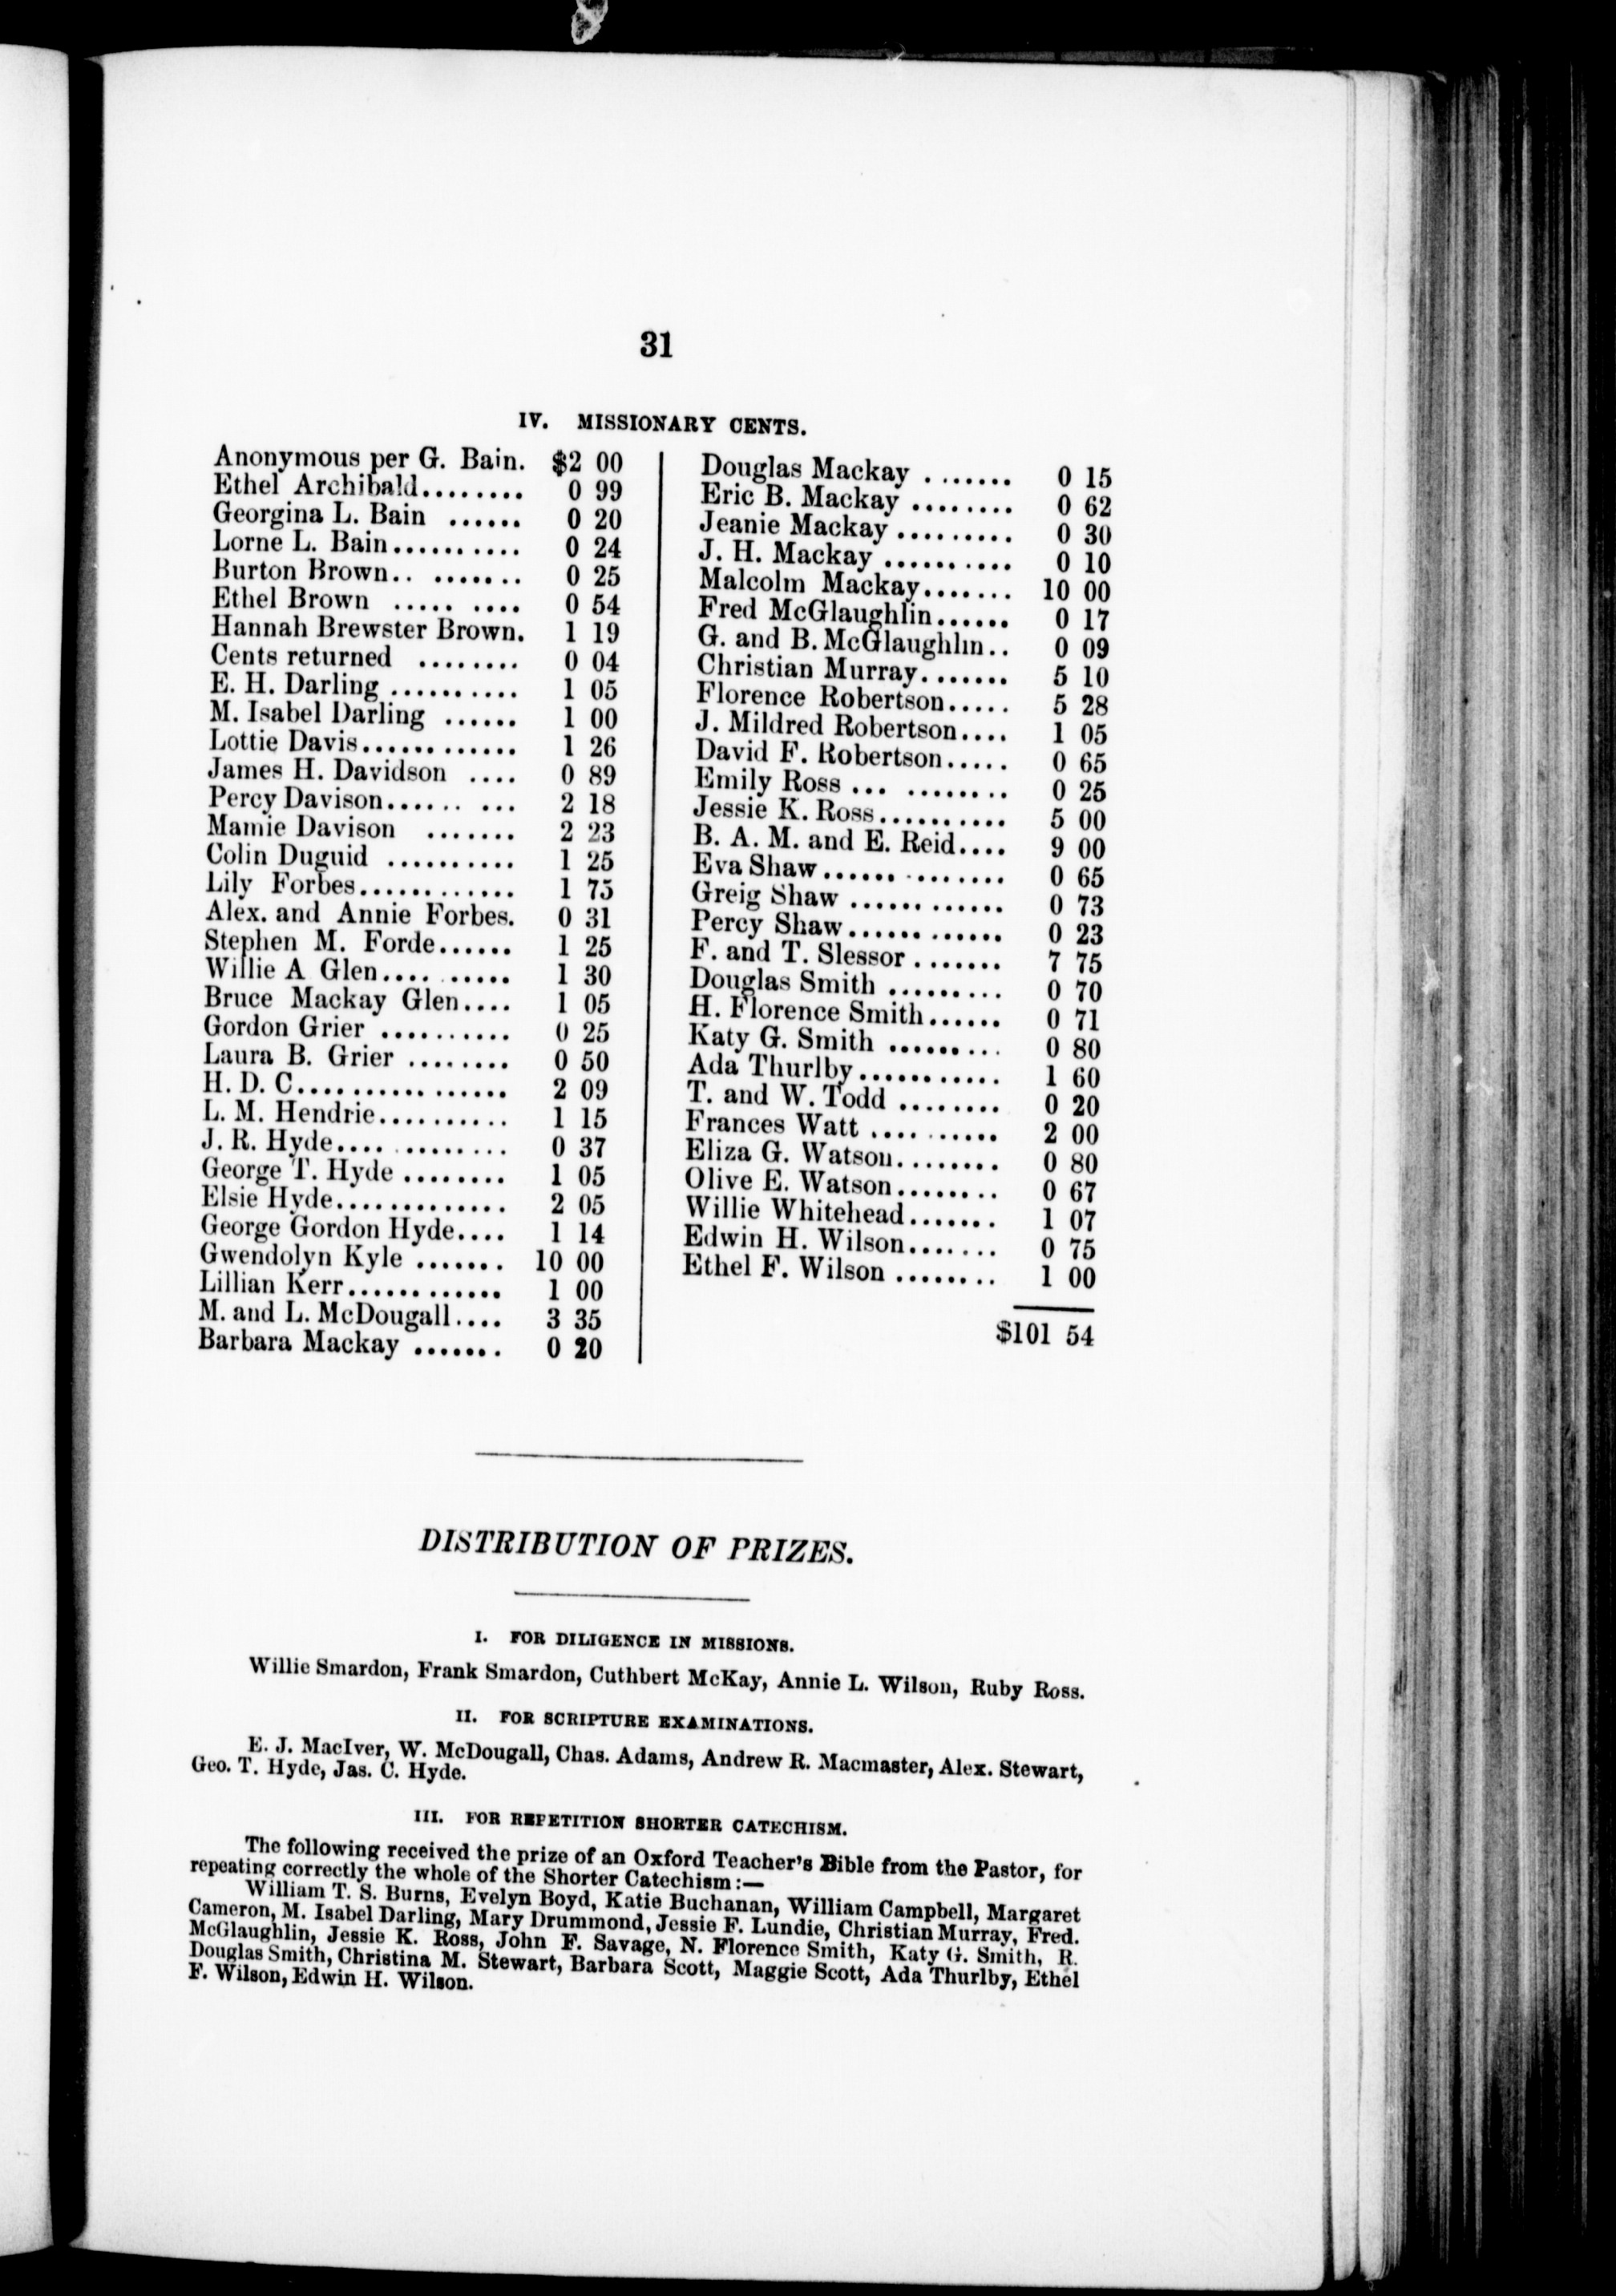 31
IV. MISSIONARY CENTS.
Anonymous per G. Bain. $2 00
Ethel Archibald........ 0 99
Georgina L. Bain ...... 0 20
Lorne L. Bain.......... 0 24
Burton Brown.. ....... 0 25
Ethel Brown ..... .... 0 54
Hannah Brewster Brown. 1 19
Cents returned ........ 0 04
E. H. Darling .......... 1 05
M. Isabel Darling ...... 1 00
Lottie Davis............ 1 26
James H. Davidson .... 0 89
Percy Davison...... ... 2 18
Mamie Davison ....... 2 23
Colin Duguid .......... 1 25
Lily Forbes............ 1 75
Alex. and Annie Forbes. 0 31
Stephen M. Forde...... 1 25
Willie A Glen.... ...... 1 30
Bruce Mackay Glen.... 1 05
Gordon Grier .......... 0 25
Laura B. Grier ........ 0 50
H. D. C................. 2 09
L. M. Hendrie.......... 1 15
J. R. Hyde.... ......... 0 37
George T. Hyde ........ 1 05
Elsie Hyde............. 2 05
George Gordon Hyde.... 1 14
Gwendolyn Kyle ....... 10 00
Lillian Kerr............ 1 00
M. and L. McDougall.... 3 35
Barbara Mackay ....... 0 20
Douglas Mackay ....... 0 15
Eric B. Mackay ........ 0 62
Jeanie Mackay ......... 0 30
J. H. Mackay .......... 0 10
Malcolm Mackay....... 10 00
Fred McGlaughlin...... 0 17
G. and B. McGlaughlin.. 0 09
Christian Murray....... 5 10
Florence Robertson..... 5 28
J. Mildred Robertson.... 1 05
David F. Robertson..... 0 65
Emily Ross ... ........ 0 25
Jessie K. Ross.......... 5 00
B. A. M. and E. Reid.... 9 00
Eva Shaw...... ........ 0 65
Greig Shaw ............ 0 73
Percy Shaw...... ...... 0 23
F. and T. Slessor ....... 7 75
Douglas Smith ......... 0 70
H. Florence Smith...... 0 71
Katy G. Smith ......... 0 80
Ada Thurlby........... 1 60
T. and W. Todd ........ 0 20
Frances Watt .... ...... 2 00
Eliza G. Watson........ 0 80
Olive E. Watson........ 0 67
Willie Whitehead....... 1 07
Edwin H. Wilson....... 0 75
Ethel F. Wilson ........ 1 00
$101 54
DISTRIBUTION OF PRIZES.
I. FOR DILIGENCE IN MISSIONS.
Willie Smardon, Frank Smardon, Cuthbert McKay, Annie L. Wilson, Ruby Ross.
II. FOR SCRIPTURE EXAMINATIONS.
E. J. MacIver, W. McDougall, Chas. Adams, Andrew R. Macmaster, Alex. Stewart,
Geo. T. Hyde, Jas. C. Hyde.
III. FOR REPETITION SHORTER CATECHISM.
The following received the prize of an Oxford Teacher's Bible from the Pastor, for
repeating correctly the whole of the Shorter Catechism:—
William T. S. Burns, Evelyn Boyd, Katie Buchanan, William Campbell, Margaret
Cameron, M. Isabel Darling, Mary Drummond, Jessie F. Lundie, Christian Murray, Fred.
McGlaughlin, Jessie K. Ross, John F. Savage, N. Florence Smith, Katy G. Smith, R.
Douglas Smith, Christina M. Stewart, Barbara Scott, Maggie Scott, Ada Thurlby, Ethel
F. Wilson, Edwin H. Wilson.